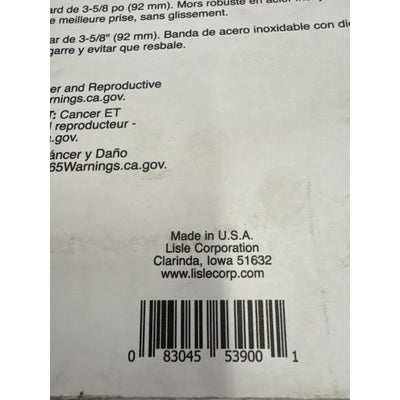 ard de 3-5/8 po (92 mm). Mors robuste en acier
e meilleure prise, sans glissement.
ar de 3-5/8" (92 mm). Banda de acero inoxidable con
garre y evitar que resbale.
er and Reproductive
rnings.ca.gov.
T: Cancer ET
l reproducteur -
.gov.
áncer y Daño
65Warnings.ca.gov.
Made in U.S.A.
Lisle Corporation
Clarinda, Iowa 51632
www.lislecorp.com
0 83045 53900 1